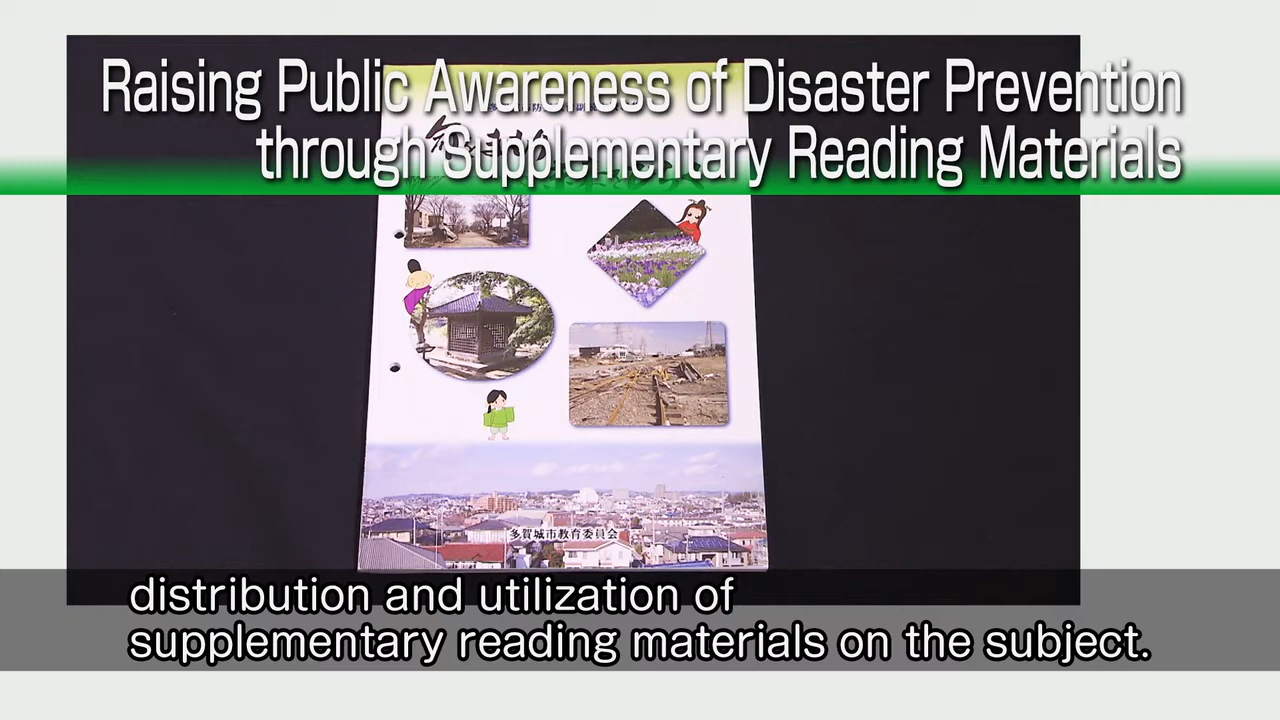 Raising Public Awareness of Disaster Prevention
through Supplementary Reading Materials
多賀城市教育委員会
distribution and utilization of
supplementary reading materials on the subject.